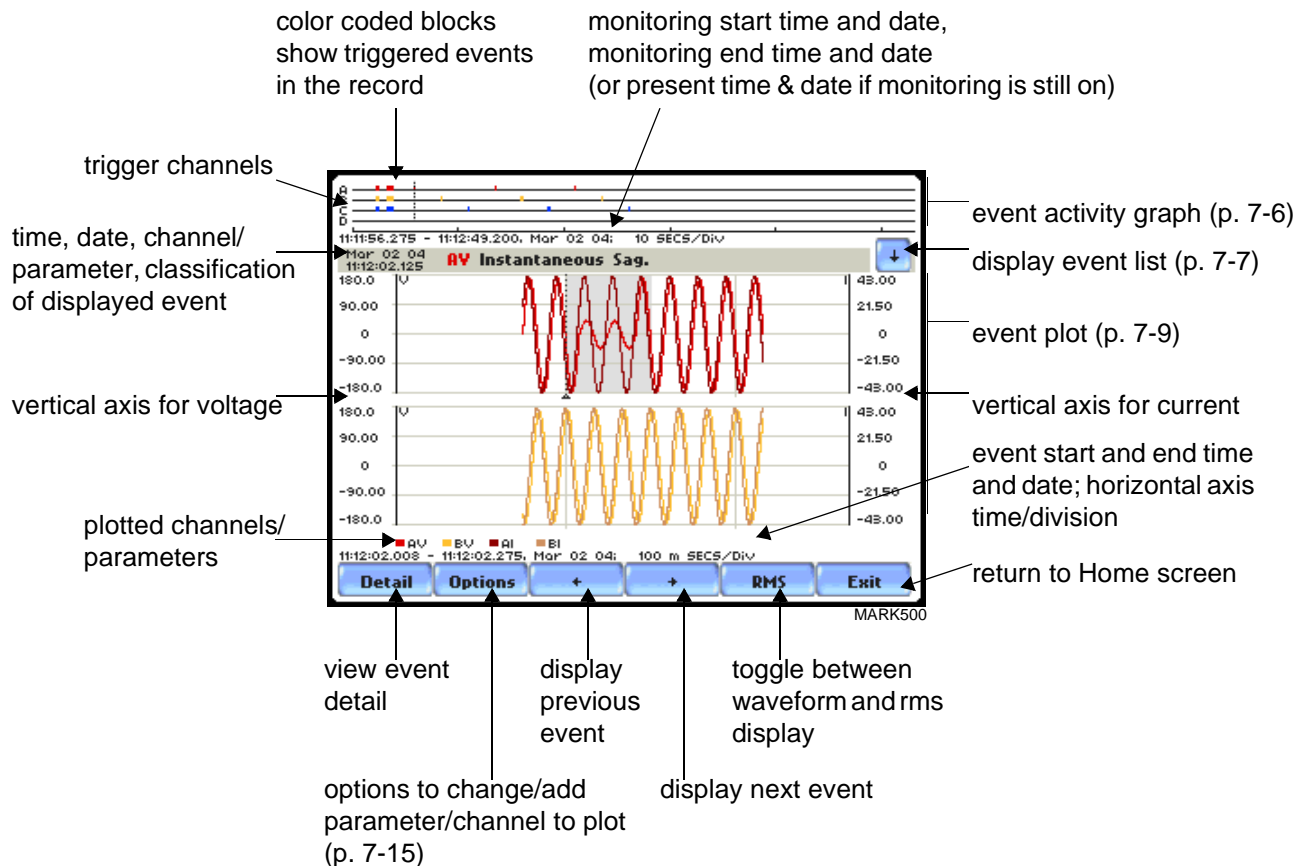 color coded blocks
show triggered events
in the record
monitoring start time and date,
monitoring end time and date
(or present time & date if monitoring is still on)
trigger channels
time, date, channel/
parameter, classification
of displayed event
vertical axis for voltage
plotted channels/
parameters
A
B
C
D
11:11:56.275 - 11:12:49.200, Mar 02 04; 10 SECS/Div
Mar 02 04
11:12:02.125
AV Instantaneous Sag.
180.0 V I 43.00
90.00 21.50
0 0
-90.00 -21.50
-180.0 -43.00
180.0 V I 43.00
90.00 21.50
0 0
-90.00 -21.50
-180.0 -43.00
AV BV AI BI
11:12:02.008 - 11:12:02.275, Mar 02 04; 100 m SECS/Div
Detail Options ← → RMS Exit
MARK500
event activity graph (p. 7-6)
display event list (p. 7-7)
event plot (p. 7-9)
vertical axis for current
event start and end time
and date; horizontal axis
time/division
return to Home screen
view event
detail
display
previous
event
toggle between
waveform and rms
display
options to change/add
parameter/channel to plot
(p. 7-15)
display next event